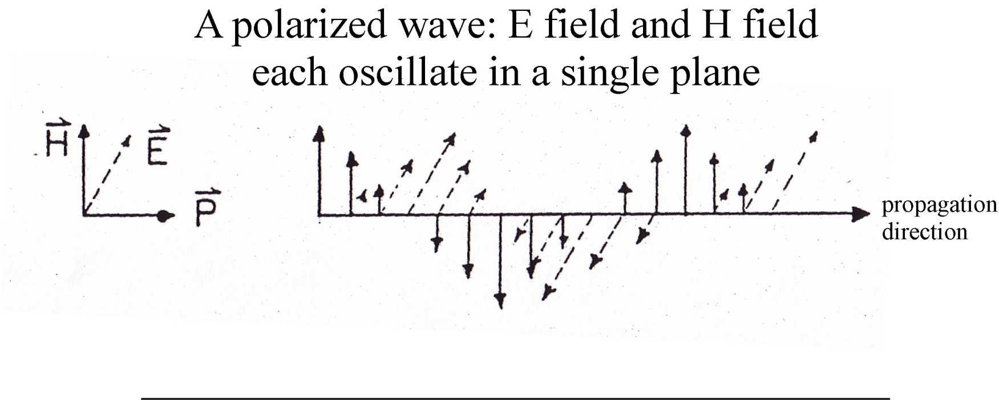 A polarized wave: E field and H field
each oscillate in a single plane
H⃗
E⃗
P⃗
propagation
direction